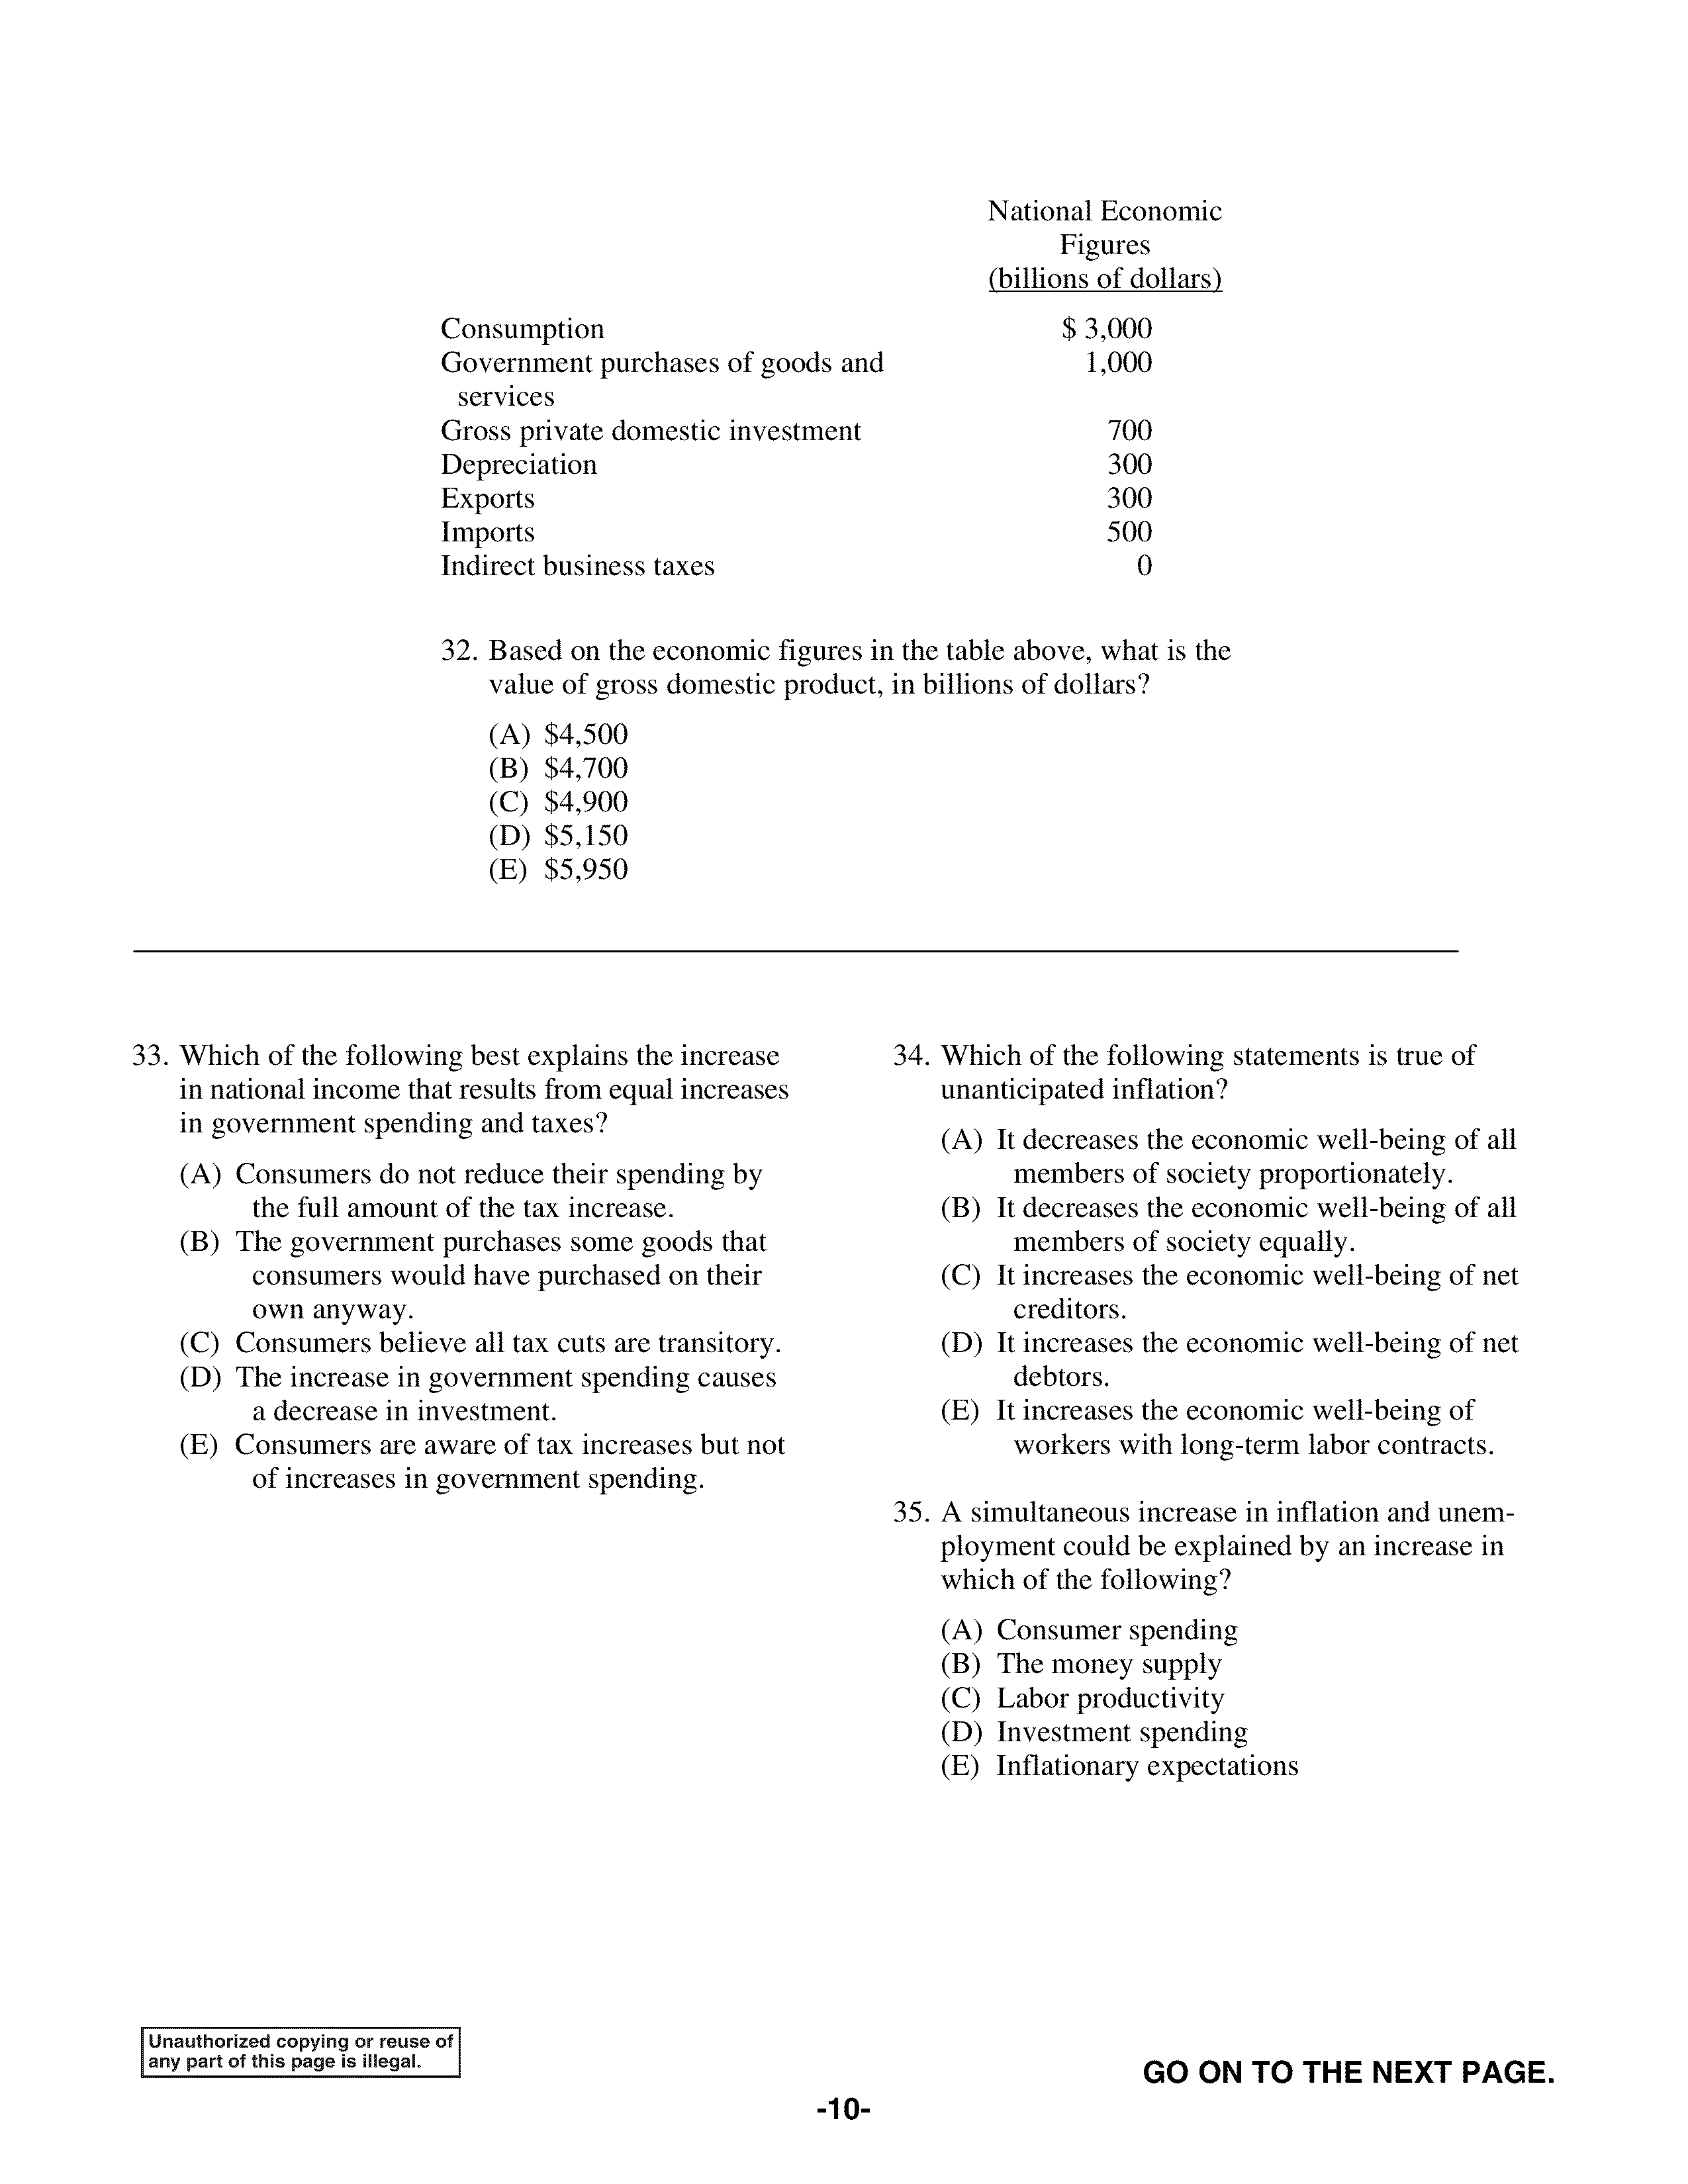 National Economic
Figures
(billions of dollars)
Consumption $ 3,000
Government purchases of goods and 1,000
services
Gross private domestic investment 700
Depreciation 300
Exports 300
Imports 500
Indirect business taxes 0
32. Based on the economic figures in the table above, what is the
value of gross domestic product, in billions of dollars?
(A) $4,500
(B) $4,700
(C) $4,900
(D) $5,150
(E) $5,950
33. Which of the following best explains the increase
in national income that results from equal increases
in government spending and taxes?
(A) Consumers do not reduce their spending by
the full amount of the tax increase.
(B) The government purchases some goods that
consumers would have purchased on their
own anyway.
(C) Consumers believe all tax cuts are transitory.
(D) The increase in government spending causes
a decrease in investment.
(E) Consumers are aware of tax increases but not
of increases in government spending.
34. Which of the following statements is true of
unanticipated inflation?
(A) It decreases the economic well-being of all
members of society proportionately.
(B) It decreases the economic well-being of all
members of society equally.
(C) It increases the economic well-being of net
creditors.
(D) It increases the economic well-being of net
debtors.
(E) It increases the economic well-being of
workers with long-term labor contracts.
35. A simultaneous increase in inflation and unem-
ployment could be explained by an increase in
which of the following?
(A) Consumer spending
(B) The money supply
(C) Labor productivity
(D) Investment spending
(E) Inflationary expectations
Unauthorized copying or reuse of
any part of this page is illegal.
GO ON TO THE NEXT PAGE.
-10-